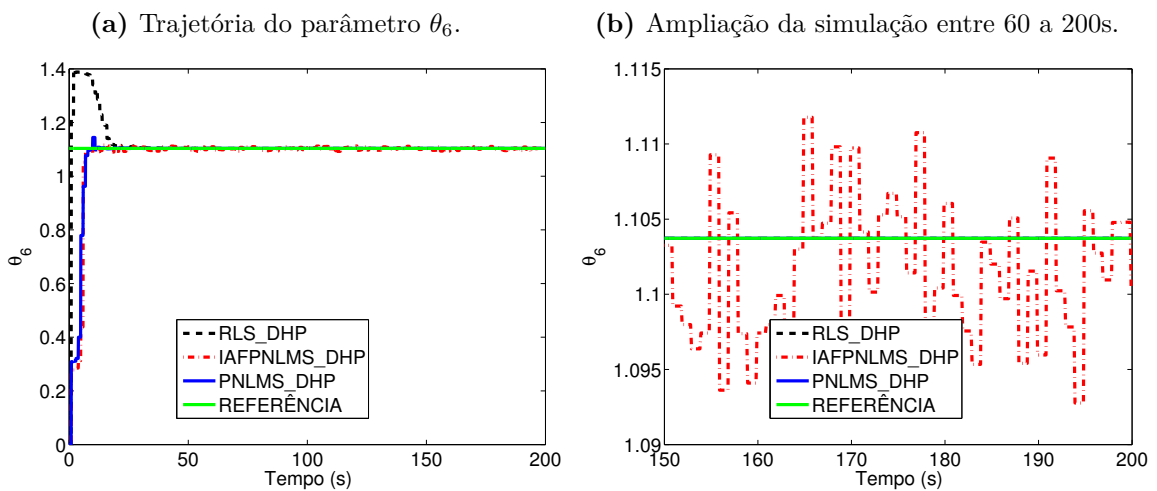 (a) Trajetória do parâmetro θ6.
(b) Ampliação da simulação entre 60 a 200s.
1.4
1.2
1
0.8
0.6
0.4
0.2
0
θ6
0
50
100
150
200
Tempo (s)
RLS_DHP
IAFPNLMS_DHP
PNLMS_DHP
REFERÊNCIA
1.115
1.11
1.105
1.1
1.095
1.09
θ6
150
160
170
180
190
200
Tempo (s)
RLS_DHP
IAFPNLMS_DHP
PNLMS_DHP
REFERÊNCIA